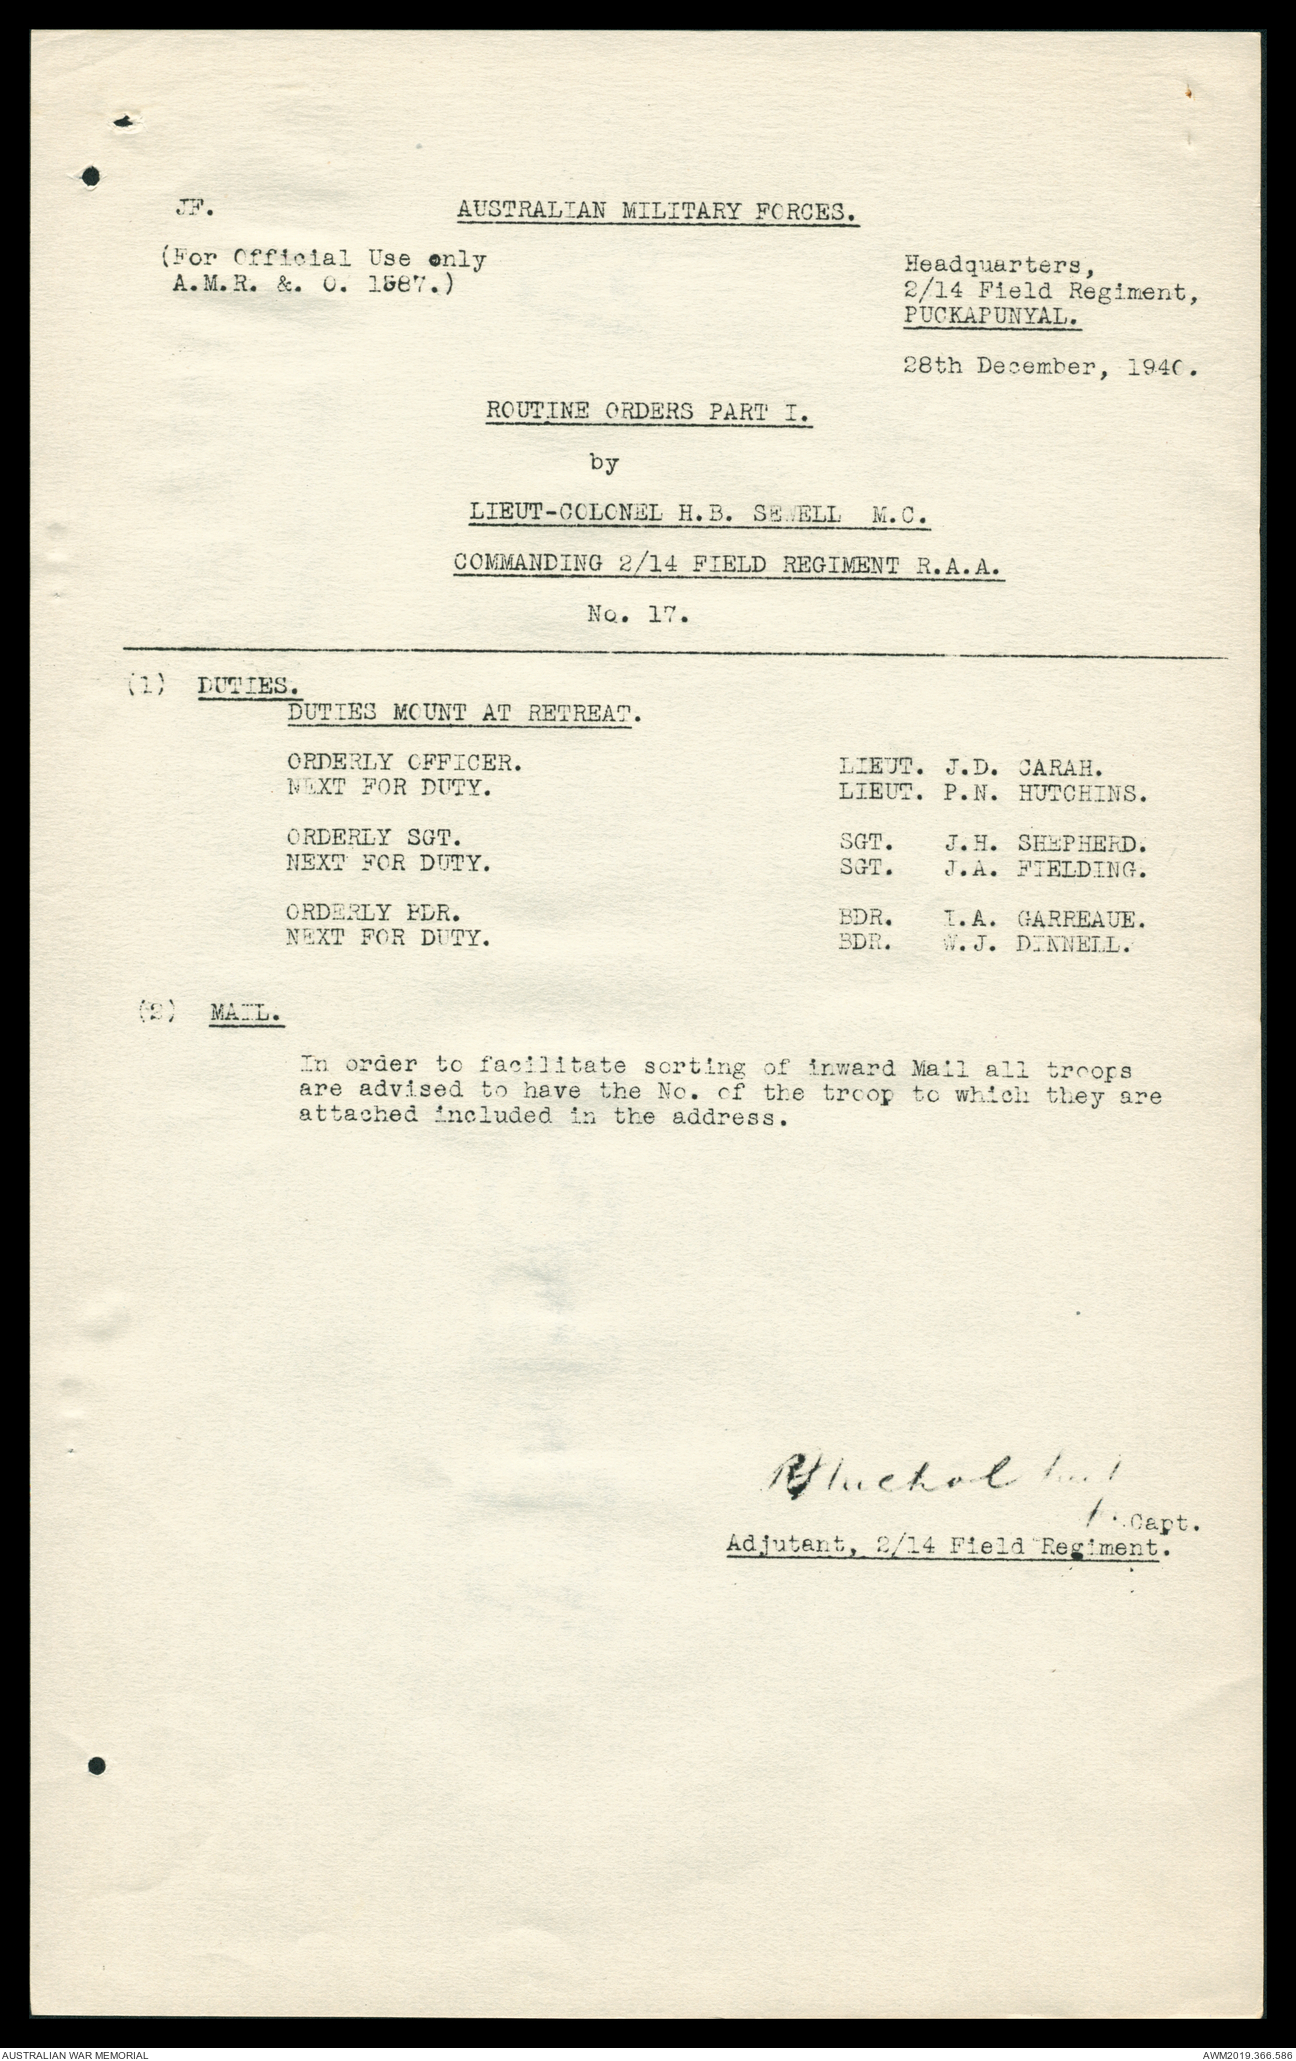 JF.
AUSTRALIAN MILITARY FORCES.
(For Official Use only
A.M.R. &. O. 1587.)
Headquarters,
2/14 Field Regiment,
PUCKAPUNYAL.
28th December, 1940.
ROUTINE ORDERS PART I.
by
LIEUT-COLONEL H.B. SEWELL M.C.
COMMANDING 2/14 FIELD REGIMENT R.A.A.
No. 17.
(1) DUTIES.
DUTIES MOUNT AT RETREAT.
ORDERLY OFFICER. LIEUT. J.D. CARAH.
NEXT FOR DUTY. LIEUT. P.N. HUTCHINS.
ORDERLY SGT. SGT. J.H. SHEPHERD.
NEXT FOR DUTY. SGT. J.A. FIELDING.
ORDERLY BDR. BDR. I.A. GARREAUE.
NEXT FOR DUTY. BDR. W.J. DINNELL.
(2) MAIL.
In order to facilitate sorting of inward Mail all troops
are advised to have the No. of the troop to which they are
attached included in the address.
Capt.
Adjutant, 2/14 Field Regiment.
AUSTRALIAN WAR MEMORIAL
AWM2019.366.586